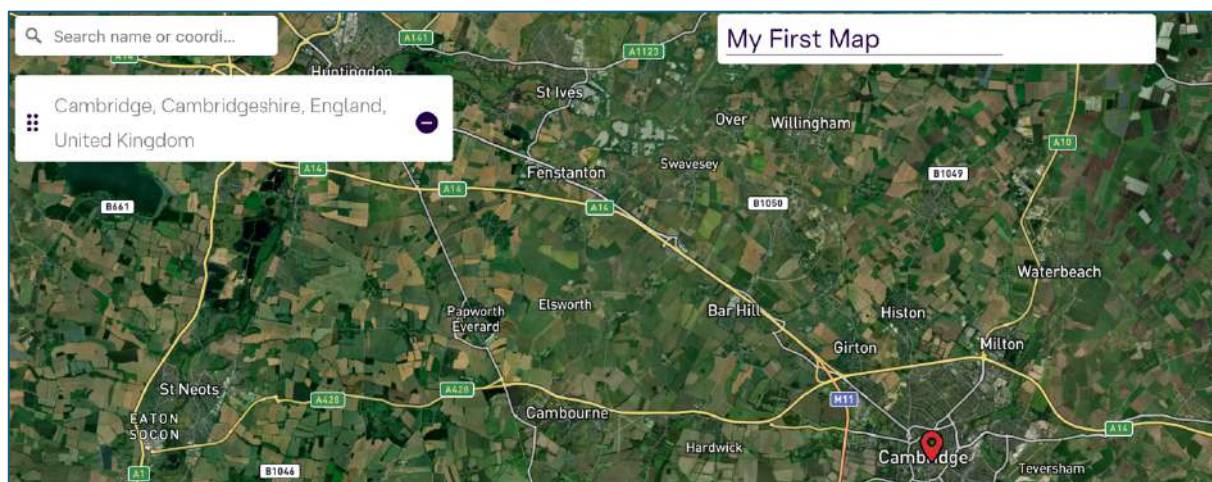 Search name or coordi...
My First Map
Cambridge, Cambridgeshire, England,
United Kingdom
A14
A141
A1123
Huntingdon
St Ives
Over
Willingham
A10
Swavesey
Fenstanton
A14
A14
B1049
B661
A14
B1050
Waterbeach
Papworth
Everard
Elsworth
Bar Hill
Histon
Girton
Milton
St Neots
A428
A428
M11
EATON
SOCON
Cambourne
A14
Hardwick
Cambridge
Teversham
A1
B1046